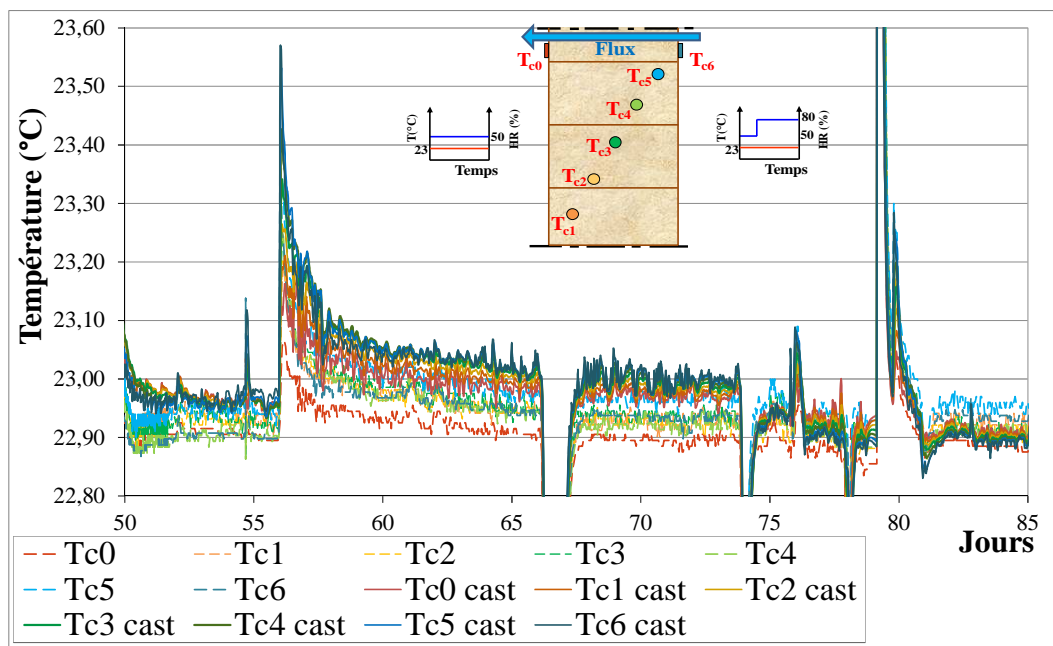 23,60
23,50
23,40
23,30
23,20
23,10
23,00
22,90
22,80
Température (°C)
50 55 60 65 70 75 80 85
Jours
Flux
Tc0
Tc6
Tc5
Tc4
Tc3
Tc2
Tc1
T(°C)
23
50
HR (%)
Temps
T(°C)
23
80
50
HR (%)
Temps
Tc0 Tc1 Tc2 Tc3 Tc4
Tc5 Tc6 Tc0 cast Tc1 cast Tc2 cast
Tc3 cast Tc4 cast Tc5 cast Tc6 cast